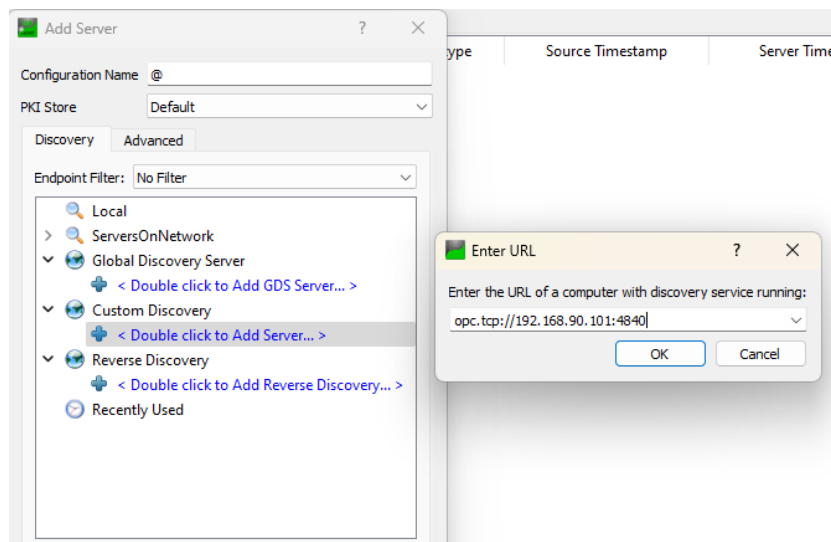 Add Server ?
ype Source Timestamp Server Time
Configuration Name @
PKI Store Default
Discovery Advanced
Endpoint Filter: No Filter
Local
ServersOnNetwork
Global Discovery Server
< Double click to Add GDS Server... >
Custom Discovery
< Double click to Add Server... >
Reverse Discovery
< Double click to Add Reverse Discovery... >
Recently Used
Enter URL ?
Enter the URL of a computer with discovery service running:
opc.tcp://192.168.90.101:4840
OK Cancel